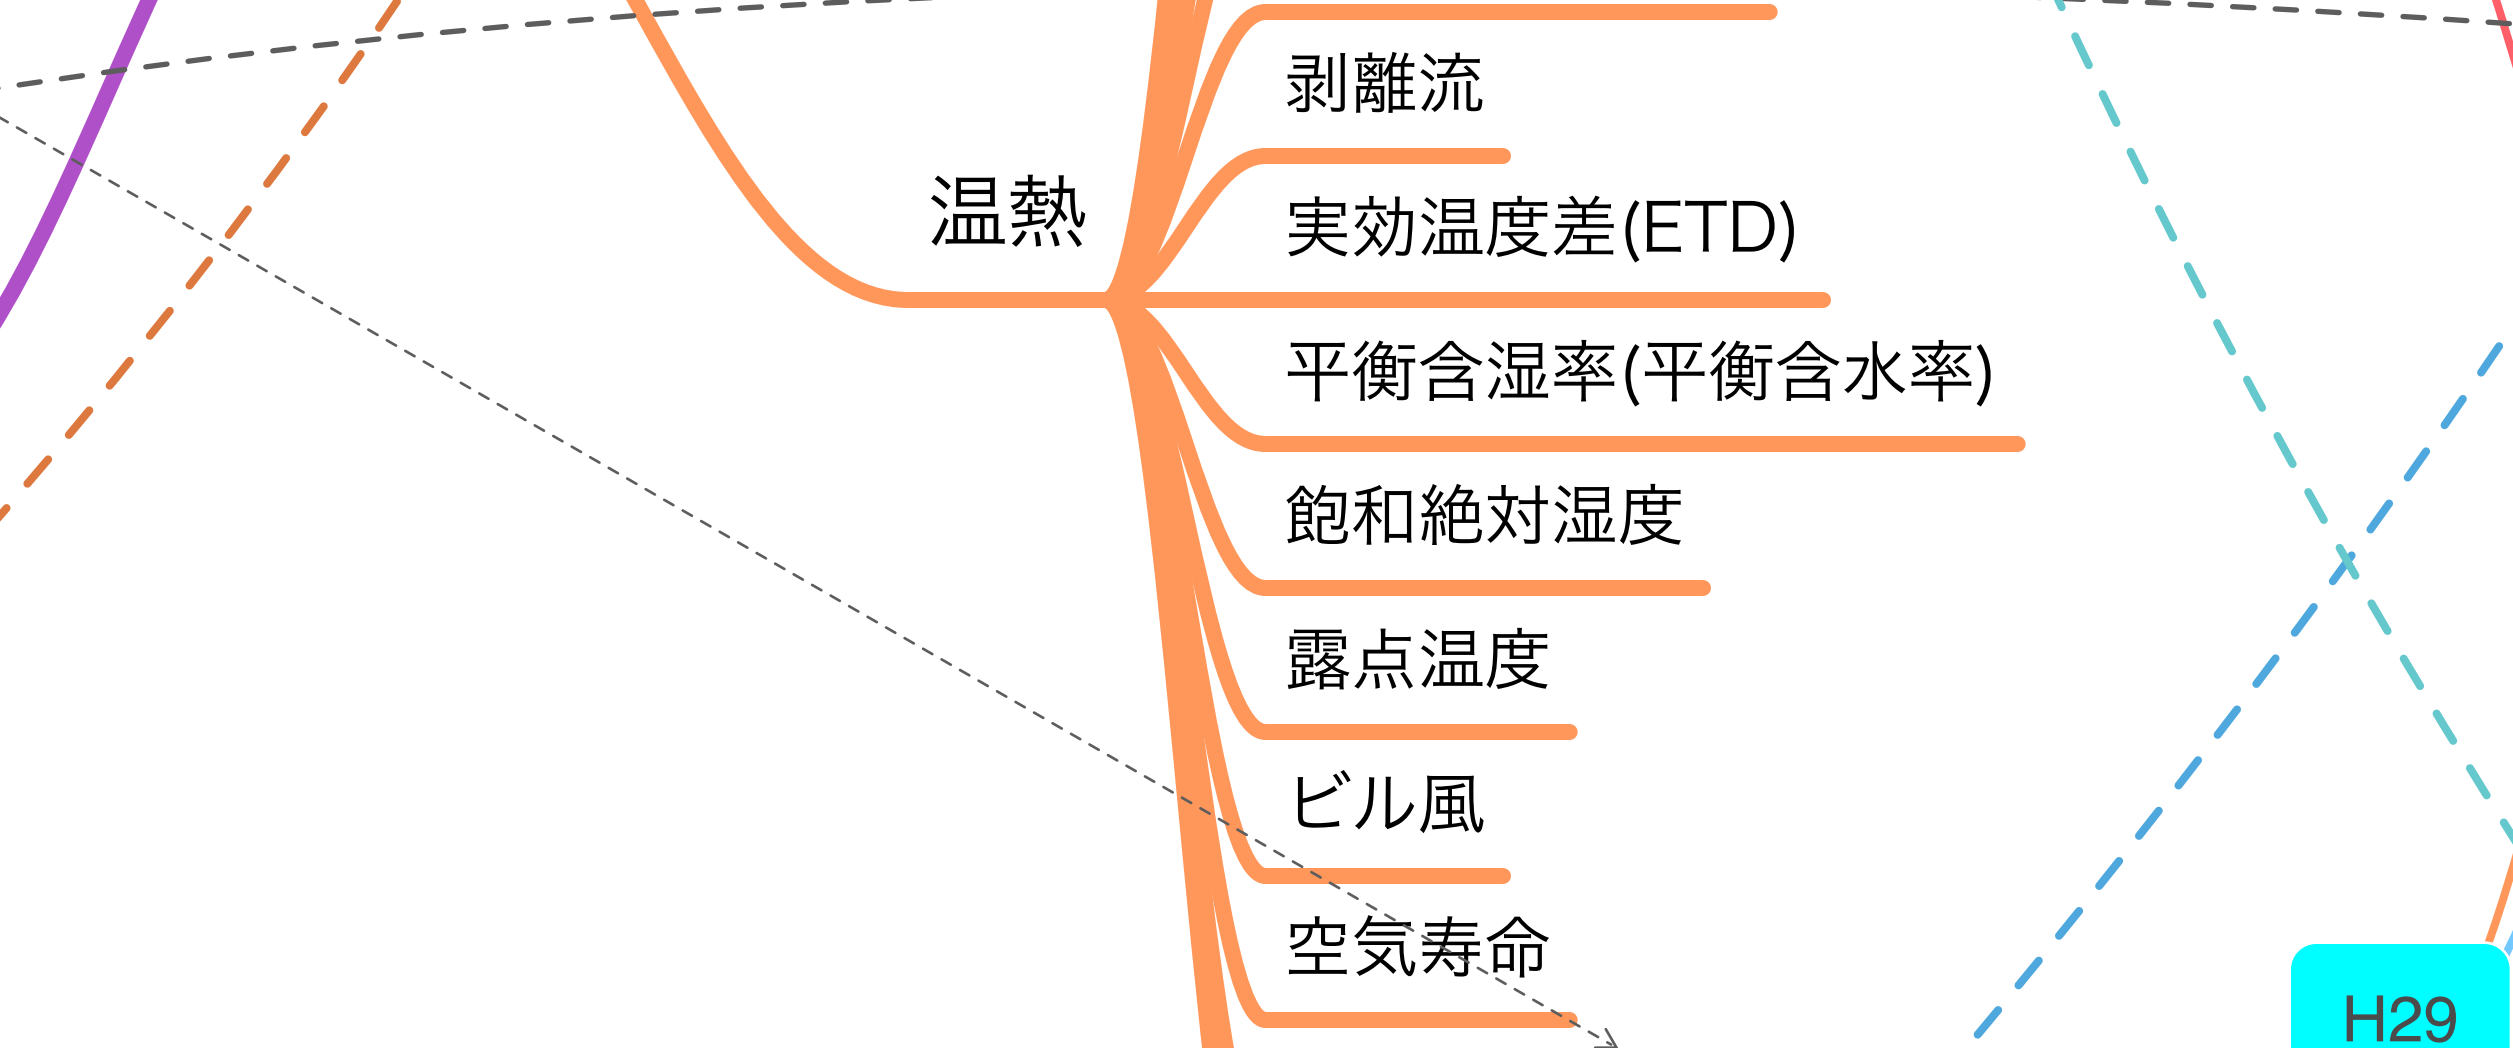 剥離流
温熱
実効温度差(ETD)
平衡含湿率(平衡含水率)
飽和絶対湿度
露点温度
ビル風
空気寿命
H29